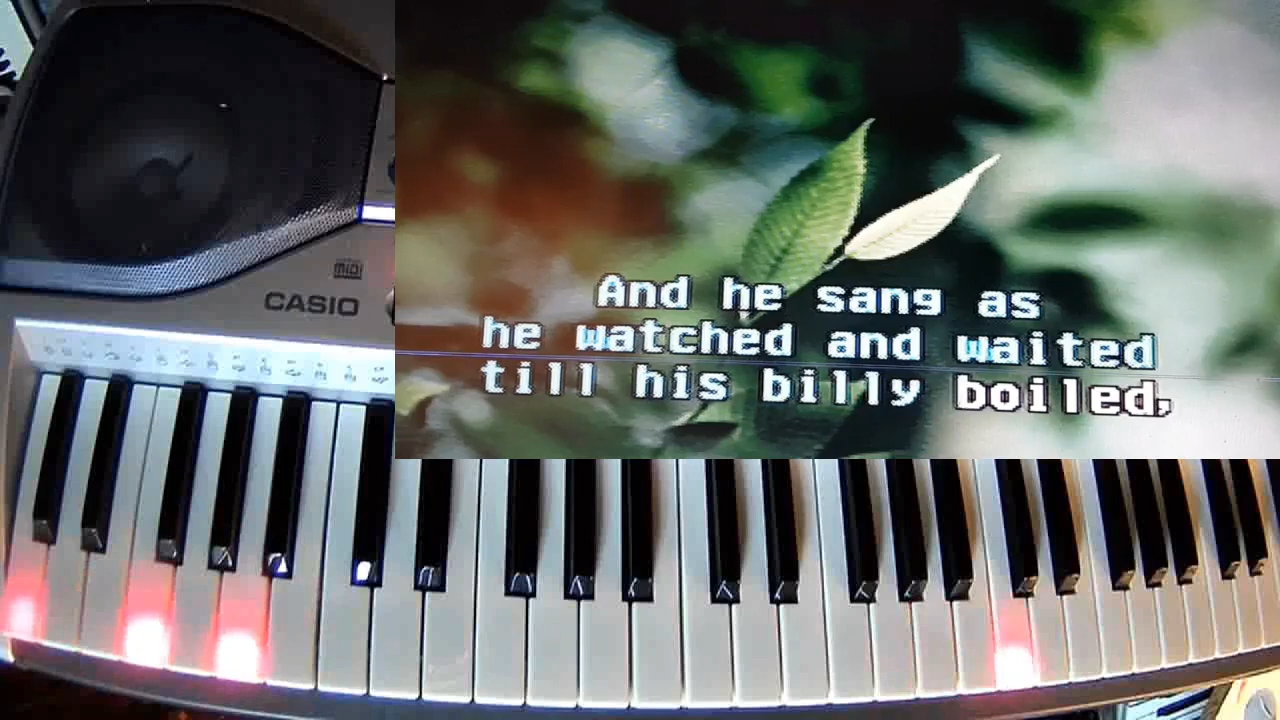 MIDI
CASIO
And he sang as
he watched and waited
till his billy boiled,